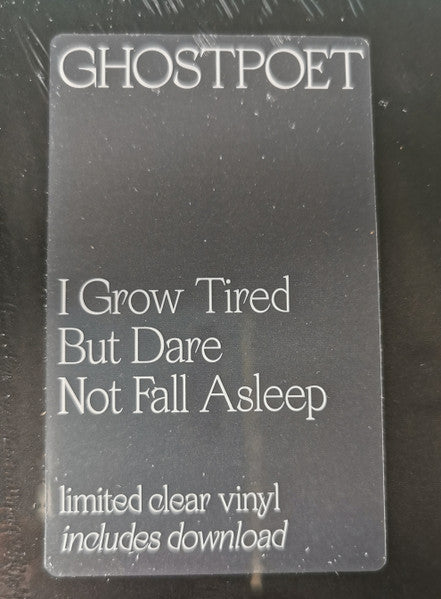 GHOSTPOET
I Grow Tired
But Dare
Not Fall Asleep
limited clear vinyl
includes download